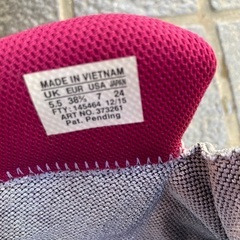 MADE IN VIETNAM
UK EUR USA JAPAN
5.5 38⅔ 7 24
FTY: 145464 12/15
ART NO. 373261
Pat. Pending